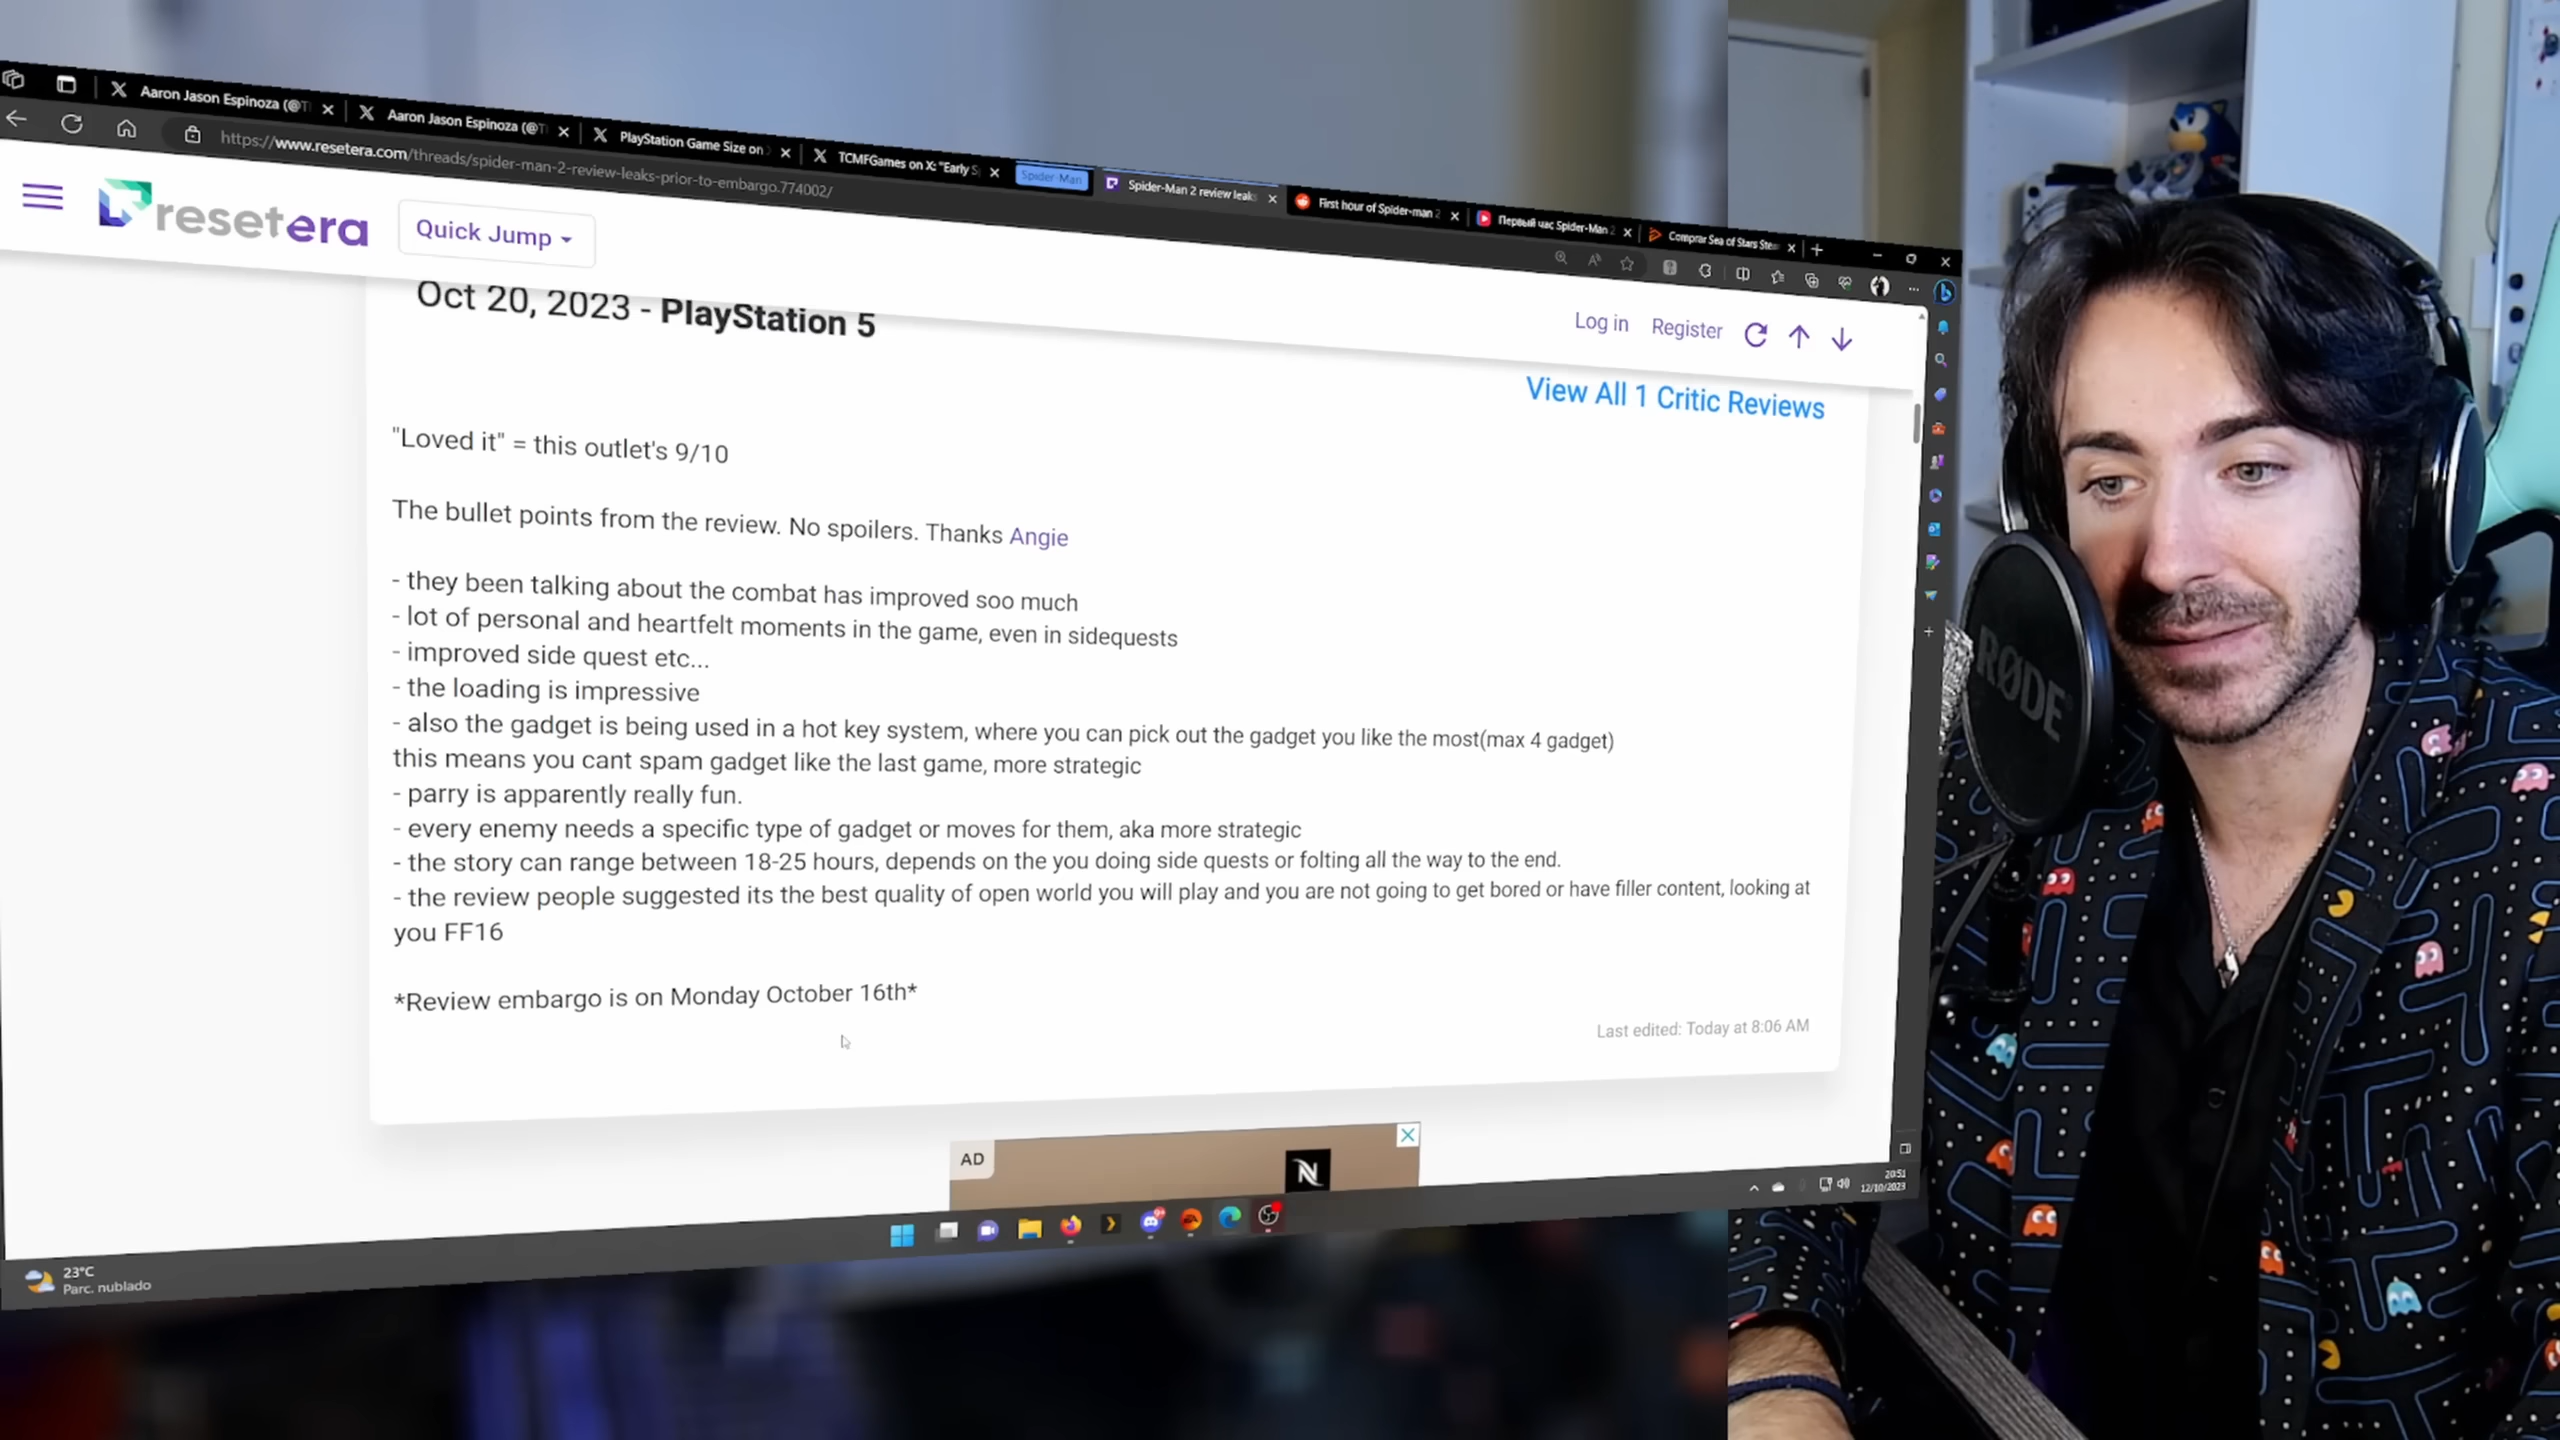 Aaron Jason Espinoza (@T
Aaron Jason Espinoza (@T
PlayStation Game Size on
TCMFGames on X: "Early S
Spider-Man
Spider-Man 2 review leak
First hour of Spider-man 2
Первый час Spider-Man 2
Comprar Sea of Stars Ste
https://www.resetera.com/threads/spider-man-2-review-leaks-prior-to-embargo.774002/
resetera
Quick Jump
Log in
Register
Oct 20, 2023 - PlayStation 5
View All 1 Critic Reviews
"Loved it" = this outlet's 9/10
The bullet points from the review. No spoilers. Thanks Angie
- they been talking about the combat has improved soo much
- lot of personal and heartfelt moments in the game, even in sidequests
- improved side quest etc...
- the loading is impressive
- also the gadget is being used in a hot key system, where you can pick out the gadget you like the most(max 4 gadget)
this means you cant spam gadget like the last game, more strategic
- parry is apparently really fun.
- every enemy needs a specific type of gadget or moves for them, aka more strategic
- the story can range between 18-25 hours, depends on the you doing side quests or folting all the way to the end.
- the review people suggested its the best quality of open world you will play and you are not going to get bored or have filler content, looking at
you FF16
*Review embargo is on Monday October 16th*
Last edited: Today at 8:06 AM
AD
N
20:51
12/10/2023
23°C
Parc. nublado
RØDE